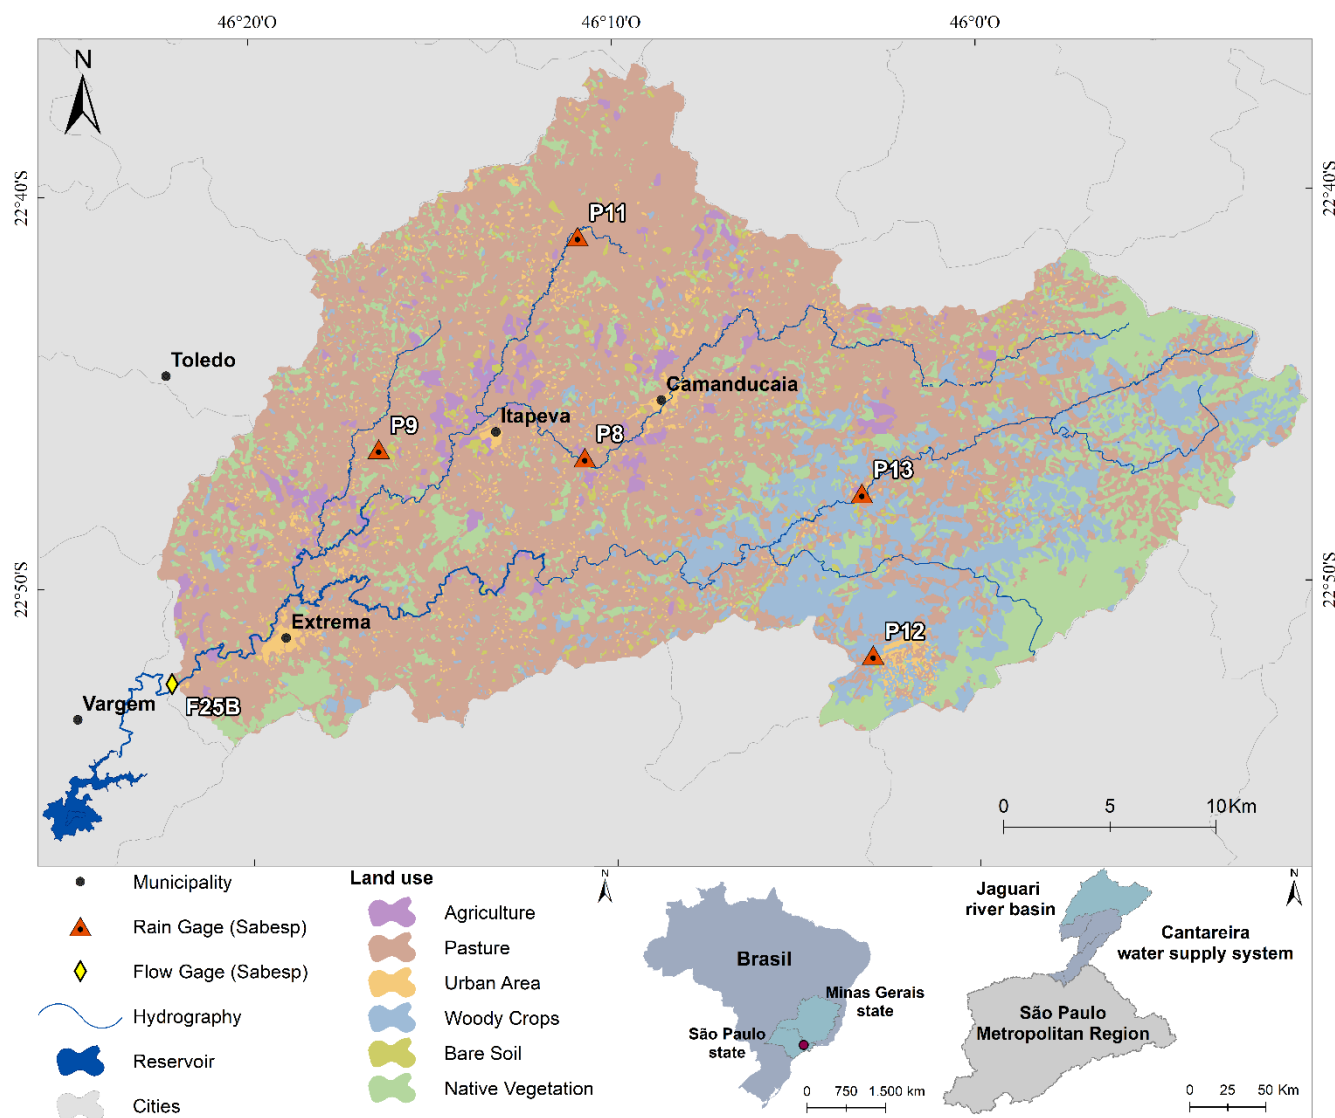 46°20'O
46°10'O
46°0'O
N
22°40'S
22°40'S
P11
Toledo
Camanducaia
Itapeva
P9
P8
P13
22°50'S
22°50'S
Extrema
P12
Vargem
F25B
0 5 10 Km
Municipality
Rain Gage (Sabesp)
Flow Gage (Sabesp)
Hydrography
Reservoir
Cities
Land use
Agriculture
Pasture
Urban Area
Woody Crops
Bare Soil
Native Vegetation
N
Brasil
Minas Gerais
state
São Paulo
state
0 750 1.500 Km
N
Jaguari
river basin
Cantareira
water supply system
São Paulo
Metropolitan Region
0 25 50 Km